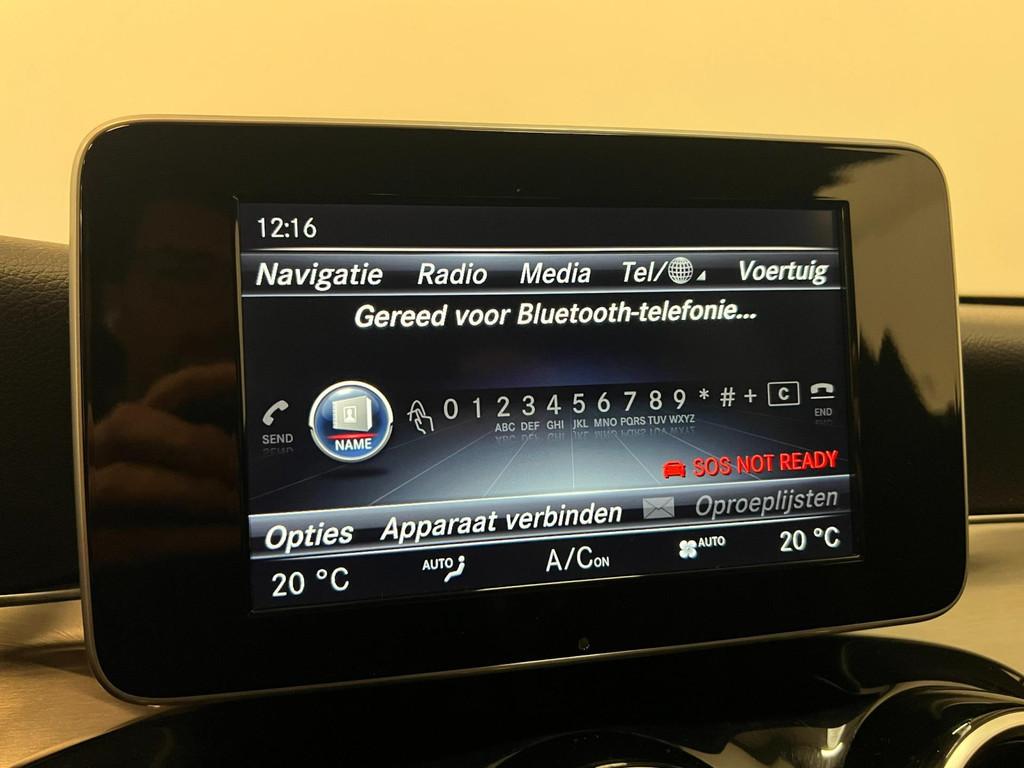 12:16
Navigatie Radio Media Tel/ Voertuig
Gereed voor Bluetooth-telefonie...
SEND NAME 0 1 2 3 4 5 6 7 8 9 * # + C END
ABC DEF GHI JKL MNO PQRS TUV WXYZ
SOS NOT READY
Opties Apparaat verbinden Oproeplijsten
20 °C AUTO A/C ON AUTO 20 °C